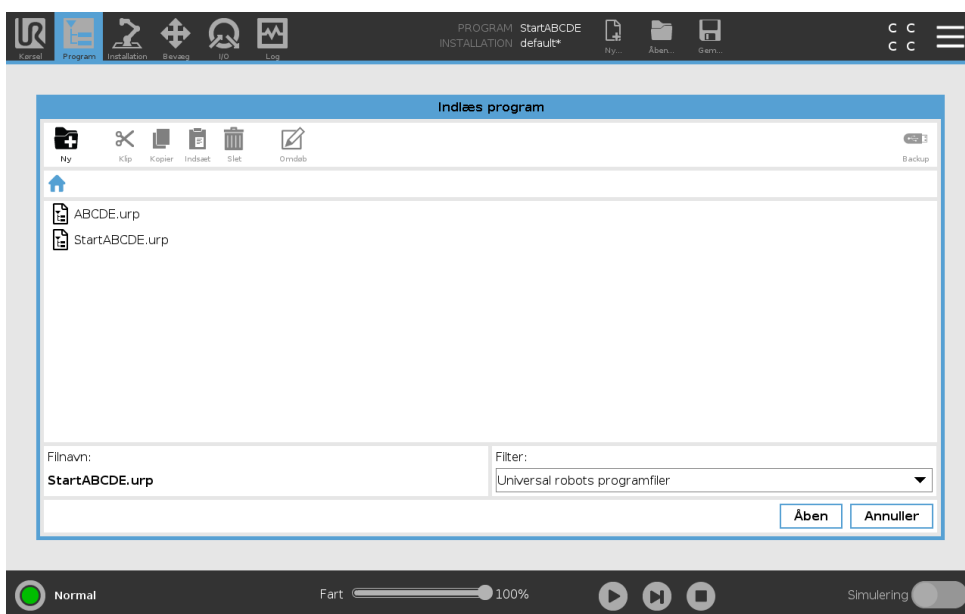 UR
PROGRAM StartABCDE
INSTALLATION default*
Kørsel Program Installation Bevæg I/O Log Ny... Åben... Gem...
C C
C C
Indlæs program
Ny Klip Kopier Indsæt Slet Omdøb Backup
ABCDE.urp
StartABCDE.urp
Filnavn: Filter:
StartABCDE.urp Universal robots programfiler
Åben Annuller
Normal Fart 100% Simulering